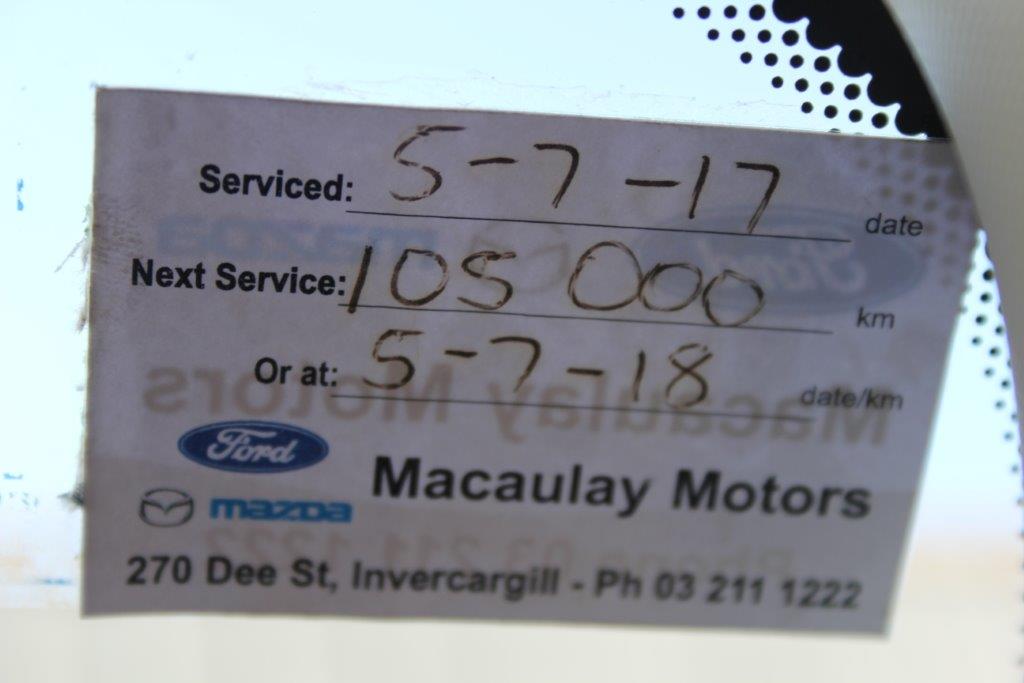 Serviced: 5-7-17 date
Next Service: 105 000 km
Or at: 5-7-18 date/km
Ford
Macaulay Motors
mazda
270 Dee St, Invercargill - Ph 03 211 1222